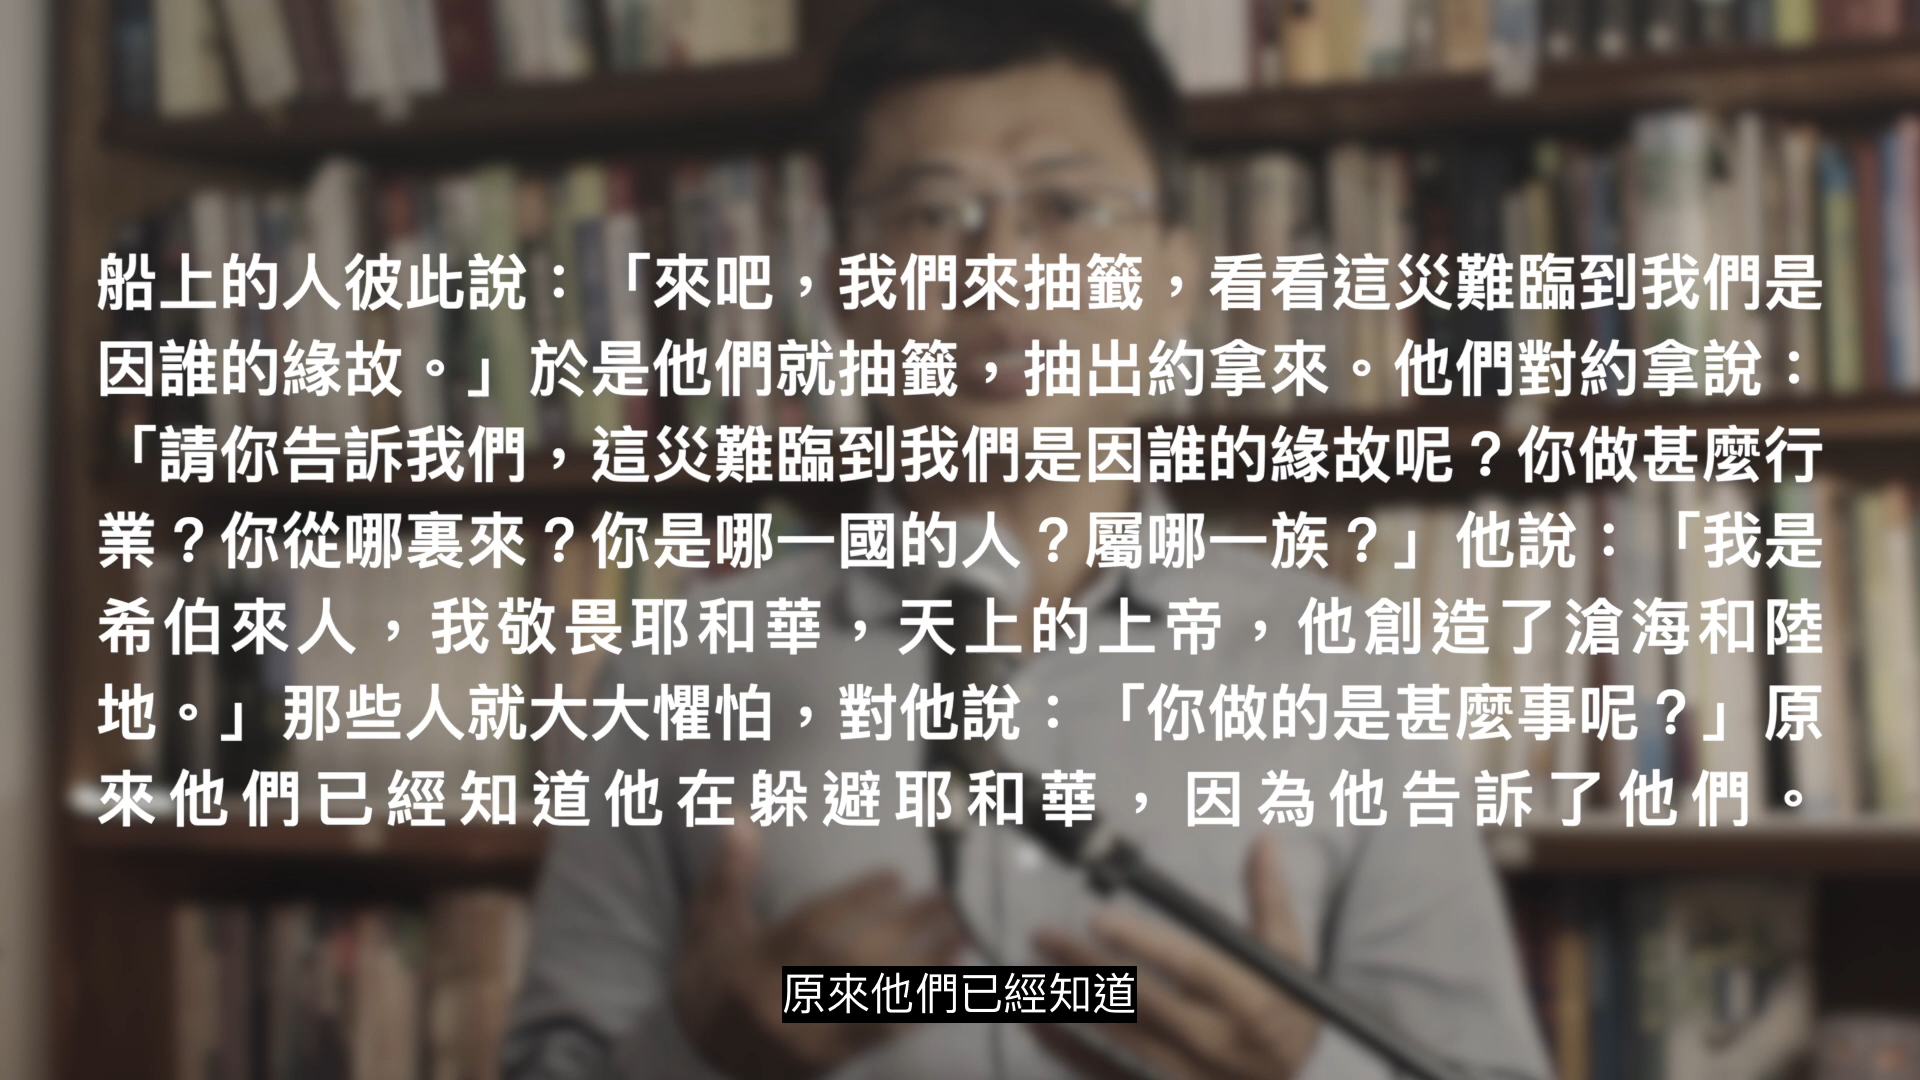 船上的人彼此說：「來吧，我們來抽籤，看看這災難臨到我們是
因誰的緣故。」於是他們就抽籤，抽出約拿來。他們對約拿說：
「請你告訴我們，這災難臨到我們是因誰的緣故呢？你做甚麼行
業？你從哪裏來？你是哪一國的人？屬哪一族？」他說：「我是
希伯來人，我敬畏耶和華，天上的上帝，他創造了滄海和陸
地。」那些人就大大懼怕，對他說：「你做的是甚麼事呢？」原
來他們已經知道他在躲避耶和華，因為他告訴了他們。
原來他們已經知道